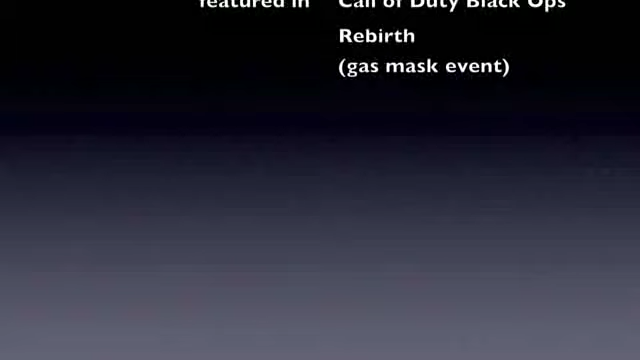 featured in Call of Duty Black Ops
Rebirth
(gas mask event)